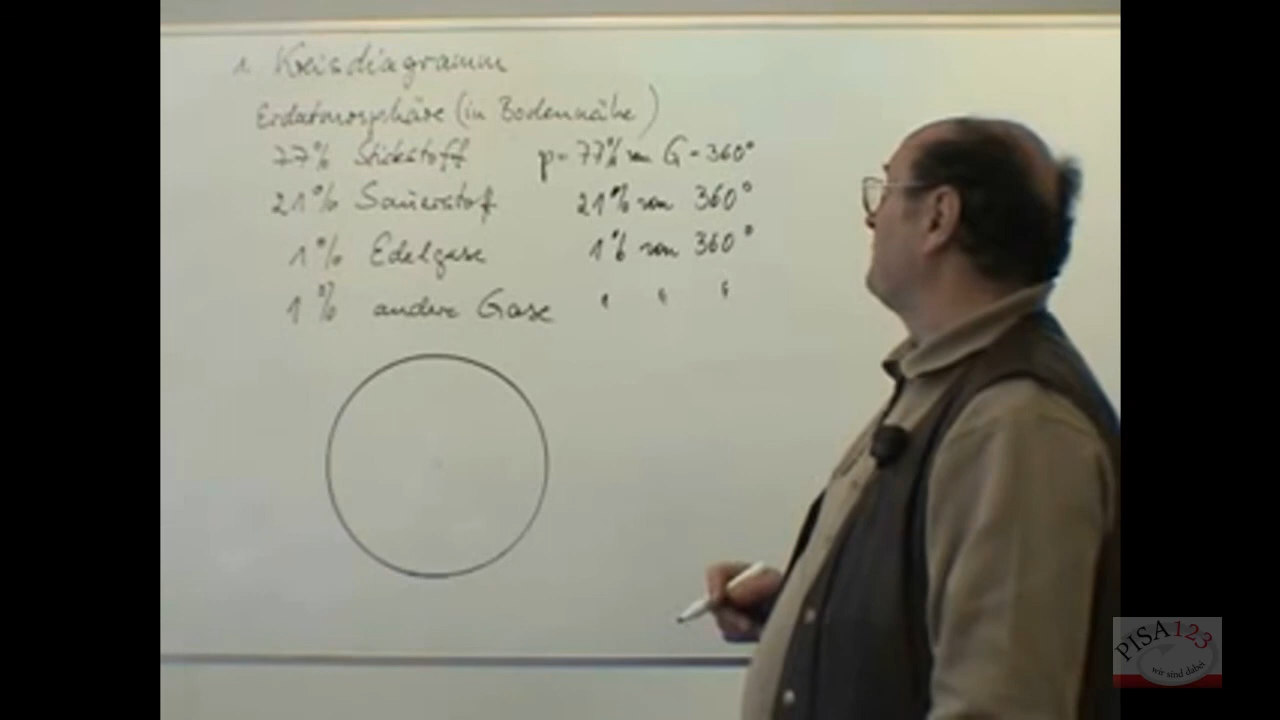 1. Kreisdiagramm
Erdatmosphäre (in Bodennähe)
77% Stickstoff p = 77% von G = 360°
21% Sauerstof 21% von 360°
1% Edelgase 1% von 360°
1% andere Gase " " "
PISA123
wir sind dabei